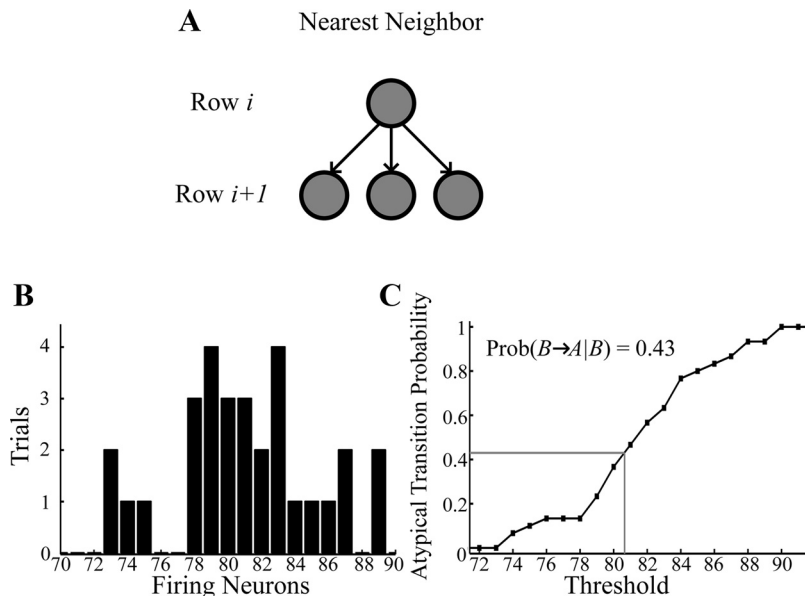 A Nearest Neighbor
Row i
Row i+1
B
Trials
4
3
2
1
0
70 72 74 76 78 80 82 84 86 88 90
Firing Neurons
C
Atypical Transition Probability
Prob(B→A|B) = 0.43
1
0.8
0.6
0.4
0.2
0
72 74 76 78 80 82 84 86 88 90
Threshold